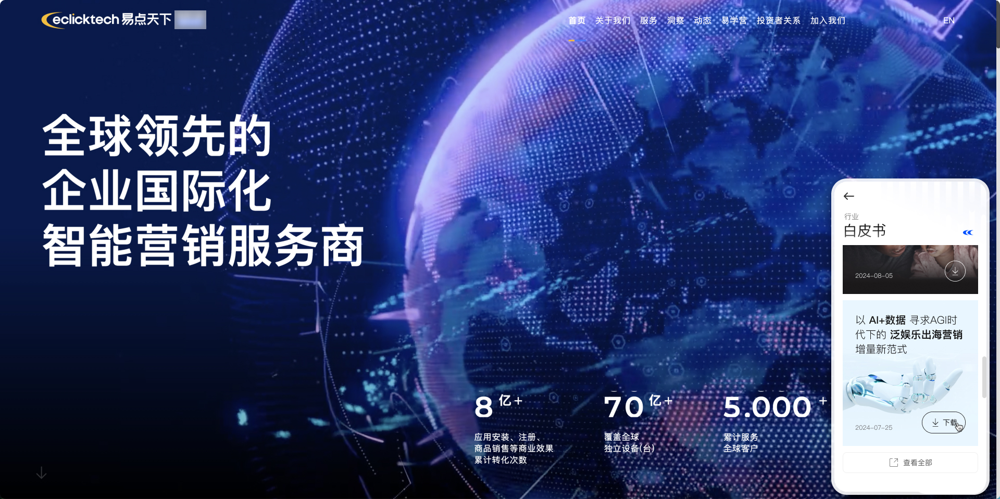 eclicktech 易点天下
首页 关于我们 服务 洞察 动态 易学营 投资者关系 加入我们 EN
全球领先的
企业国际化
智能营销服务商
8 亿+
应用安装、注册、
商品销售等商业效果
累计转化次数
70 亿+
覆盖全球
独立设备(台)
5.000 +
累计服务
全球客户
行业
白皮书
2024-08-05
以 AI+数据 寻求AGI时
代下的 泛娱乐出海营销
增量新范式
2024-07-25
下载
查看全部